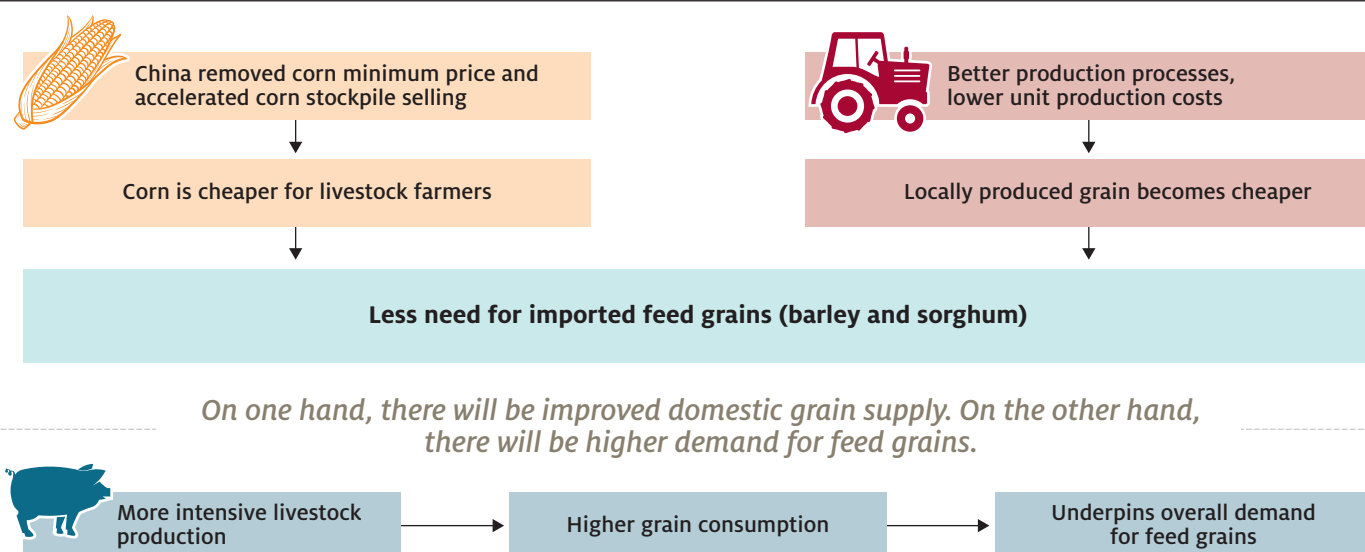 China removed corn minimum price and
accelerated corn stockpile selling
Better production processes,
lower unit production costs
Corn is cheaper for livestock farmers
Locally produced grain becomes cheaper
Less need for imported feed grains (barley and sorghum)
On one hand, there will be improved domestic grain supply. On the other hand,
there will be higher demand for feed grains.
More intensive livestock
production
Higher grain consumption
Underpins overall demand
for feed grains